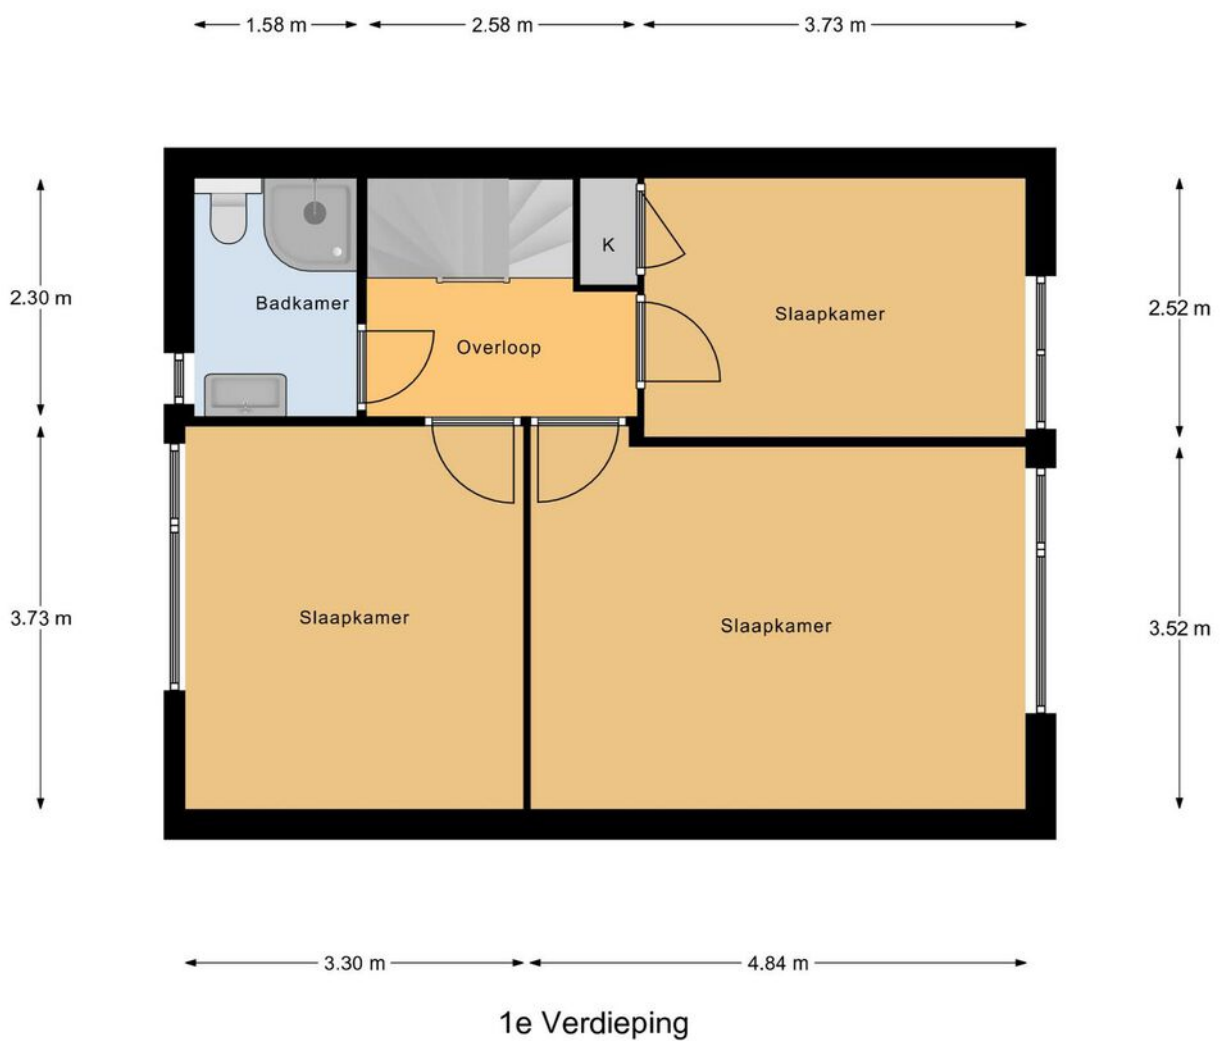 1.58 m 2.58 m 3.73 m
K
2.30 m Badkamer Slaapkamer 2.52 m
Overloop
3.73 m Slaapkamer Slaapkamer 3.52 m
3.30 m 4.84 m
1e Verdieping